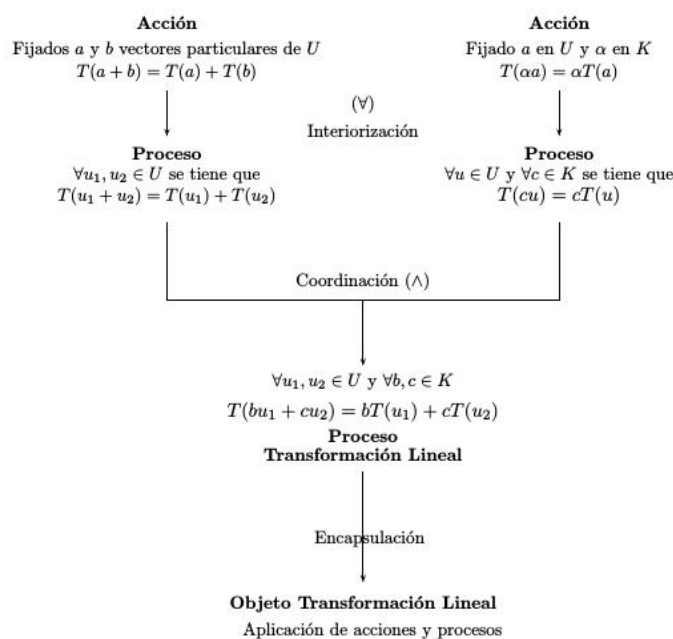 Acción
Fijados a y b vectores particulares de U
T(a + b) = T(a) + T(b)
Acción
Fijado a en U y α en K
T(αa) = αT(a)
(∀)
Interiorización
Proceso
∀u₁, u₂ ∈ U se tiene que
T(u₁ + u₂) = T(u₁) + T(u₂)
Proceso
∀u ∈ U y ∀c ∈ K se tiene que
T(cu) = cT(u)
Coordinación (∧)
∀u₁, u₂ ∈ U y ∀b, c ∈ K
T(bu₁ + cu₂) = bT(u₁) + cT(u₂)
Proceso
Transformación Lineal
Encapsulación
Objeto Transformación Lineal
Aplicación de acciones y procesos